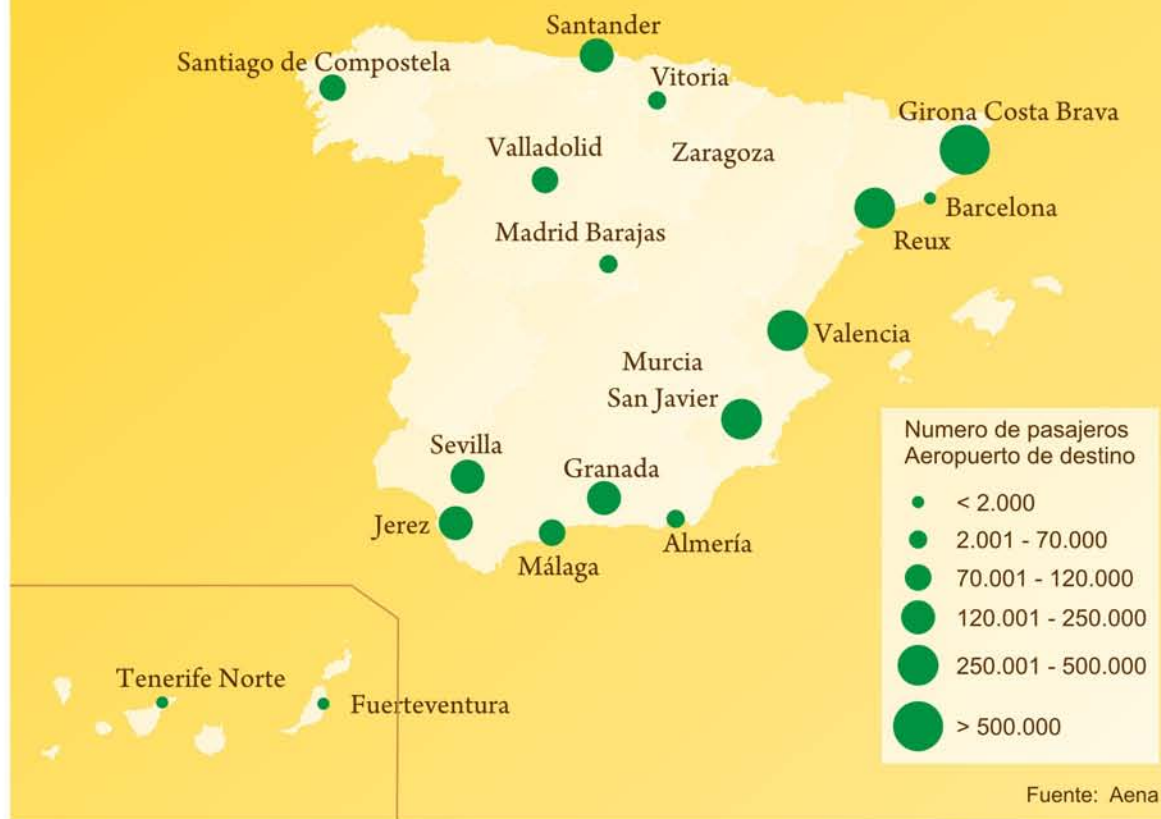 Santander
Santiago de Compostela
Vitoria
Girona Costa Brava
Valladolid
Zaragoza
Barcelona
Madrid Barajas
Reux
Valencia
Murcia
San Javier
Sevilla
Granada
Jerez
Almería
Málaga
Tenerife Norte
Fuerteventura
Numero de pasajeros
Aeropuerto de destino
< 2.000
2.001 - 70.000
70.001 - 120.000
120.001 - 250.000
250.001 - 500.000
> 500.000
Fuente: Aena